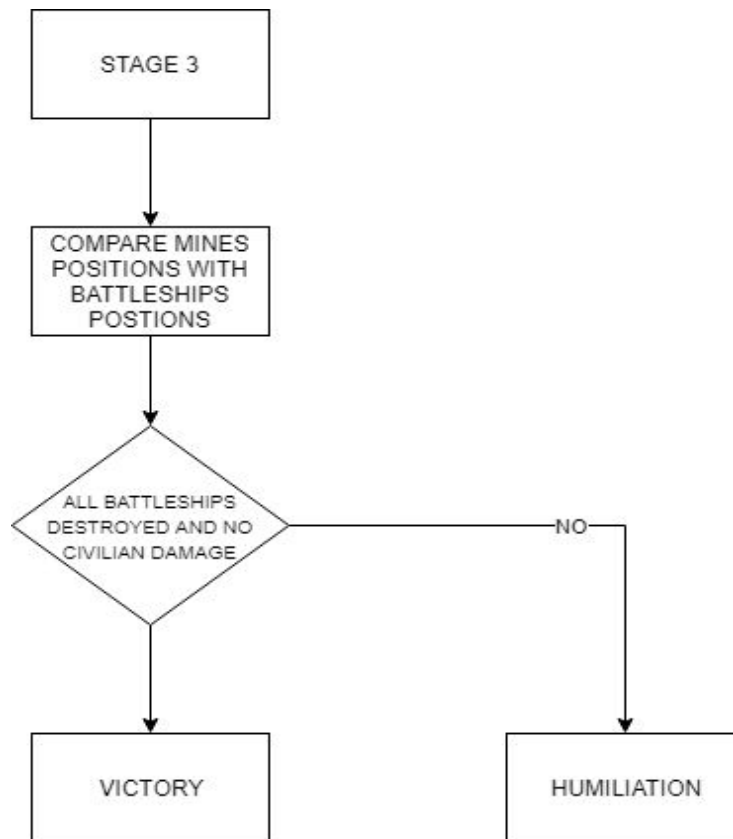 STAGE 3
COMPARE MINES
POSITIONS WITH
BATTLESHIPS
POSTIONS
ALL BATTLESHIPS
DESTROYED AND NO
CIVILIAN DAMAGE
NO
VICTORY
HUMILIATION